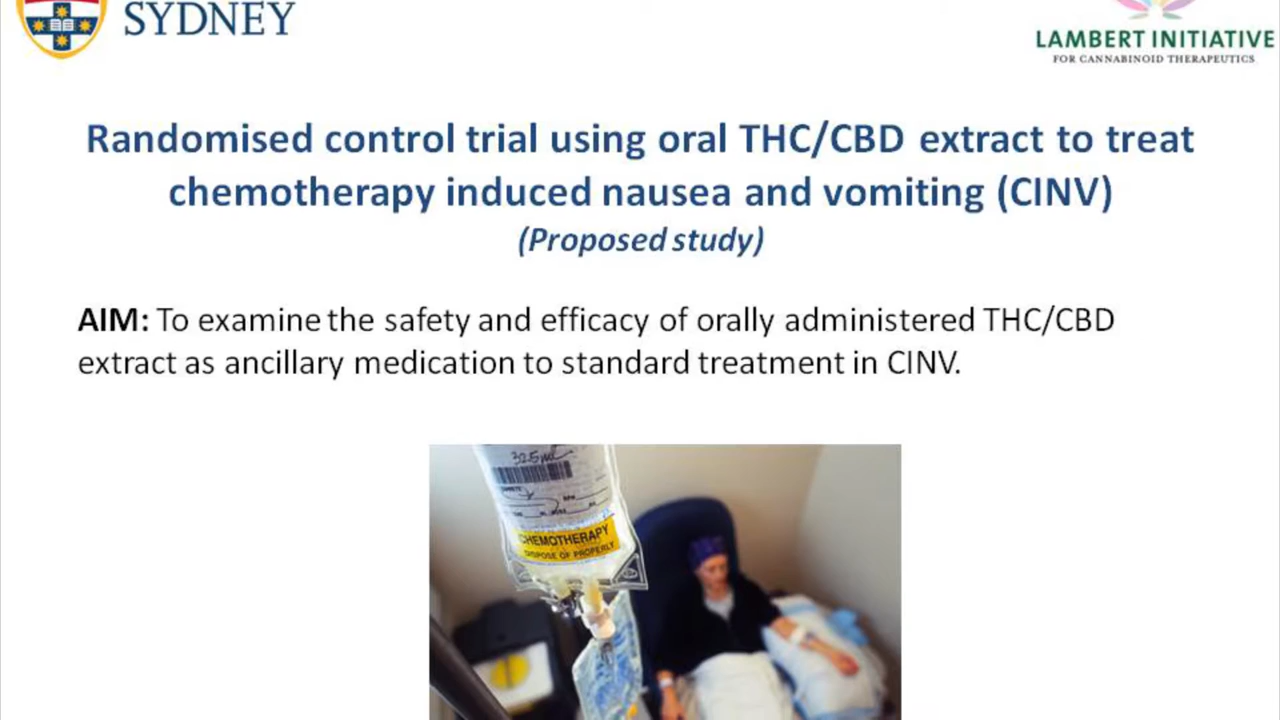 SYDNEY
LAMBERT INITIATIVE
FOR CANNABINOID THERAPEUTICS
Randomised control trial using oral THC/CBD extract to treat
chemotherapy induced nausea and vomiting (CINV)
(Proposed study)
AIM: To examine the safety and efficacy of orally administered THC/CBD
extract as ancillary medication to standard treatment in CINV.
325ml
CHEMOTHERAPY
DISPOSE OF PROPERLY